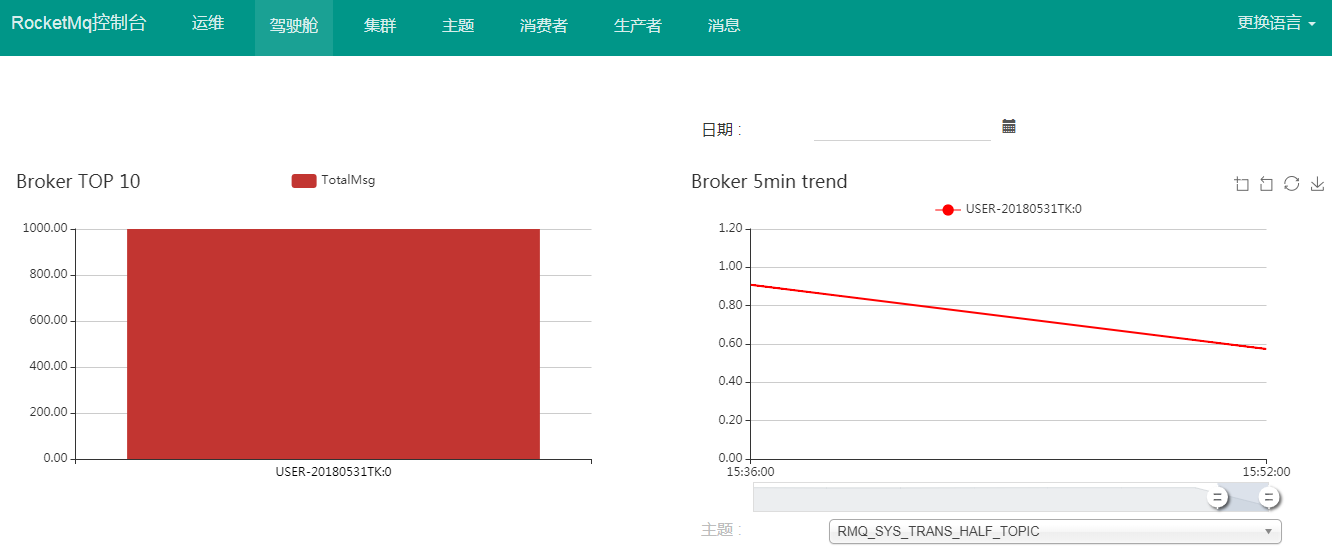 RocketMq控制台 运维 驾驶舱 集群 主题 消费者 生产者 消息 更换语言
日期 :
Broker TOP 10
TotalMsg
1000.00
800.00
600.00
400.00
200.00
0.00
USER-20180531TK:0
Broker 5min trend
USER-20180531TK:0
1.20
1.00
0.80
0.60
0.40
0.20
0.00
15:36:00 15:52:00
主题 : RMQ_SYS_TRANS_HALF_TOPIC